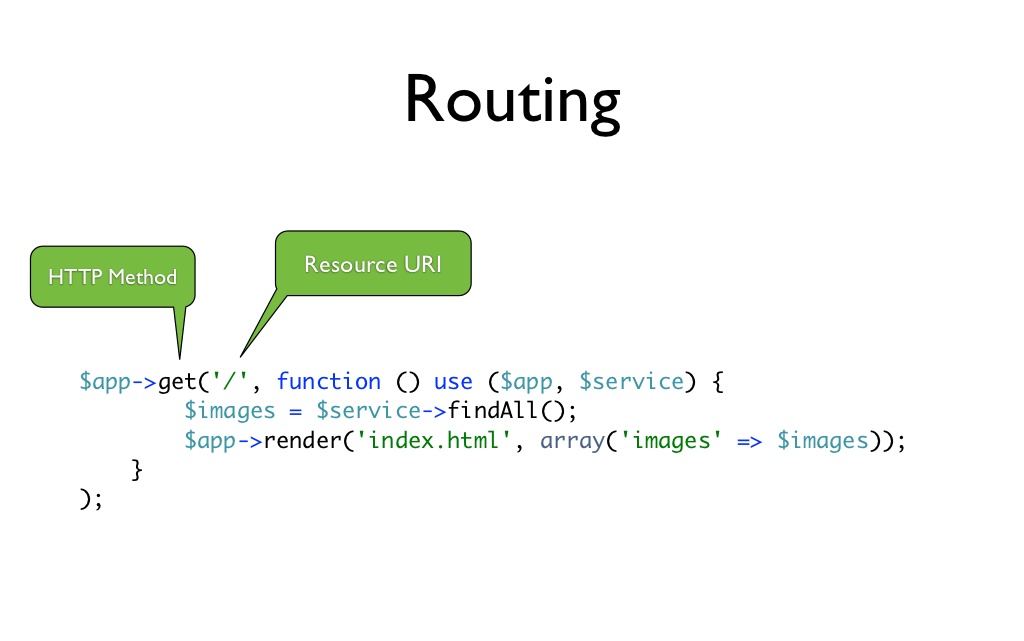 Routing
HTTP Method
Resource URI
$app->get('/', function () use ($app, $service) {
        $images = $service->findAll();
        $app->render('index.html', array('images' => $images));
    }
);